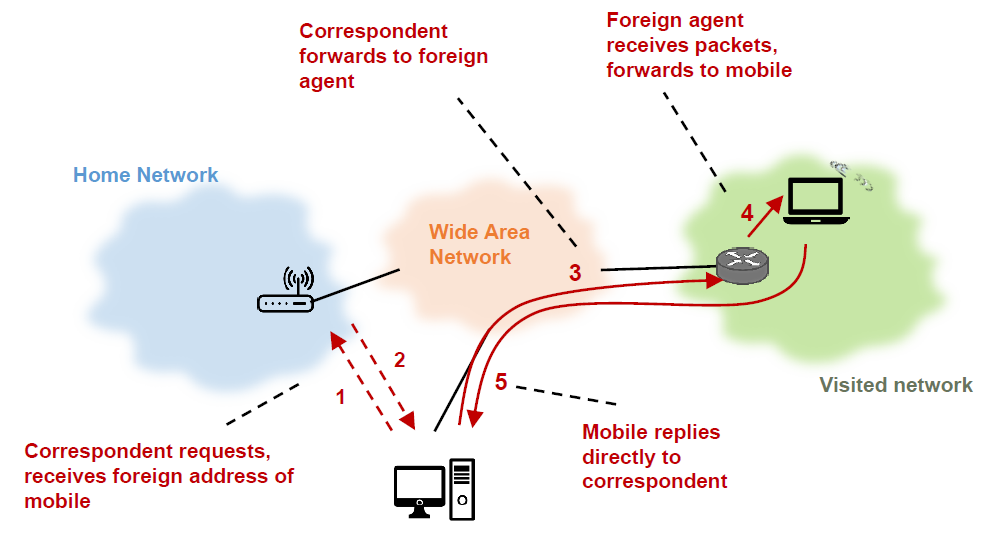 Correspondent
forwards to foreign
agent
Foreign agent
receives packets,
forwards to mobile
Home Network
Wide Area
Network
4
3
2
1
5
Visited network
Correspondent requests,
receives foreign address of
mobile
Mobile replies
directly to
correspondent